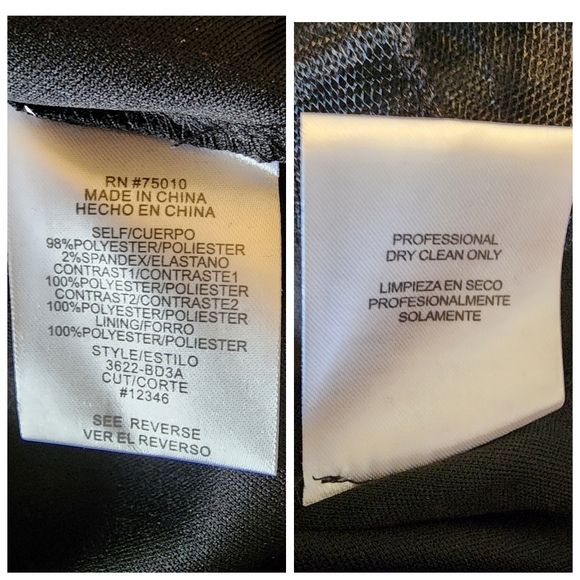 RN #75010
MADE IN CHINA
HECHO EN CHINA
SELF/CUERPO
98%POLYESTER/POLIESTER
2%SPANDEX/ELASTANO
CONTRAST1/CONTRASTE1
100%POLYESTER/POLIESTER
CONTRAST2/CONTRASTE2
100%POLYESTER/POLIESTER
LINING/FORRO
100%POLYESTER/POLIESTER
STYLE/ESTILO
3622-BD3A
CUT/CORTE
#12346
SEE REVERSE
VER EL REVERSO
PROFESSIONAL
DRY CLEAN ONLY
LIMPIEZA EN SECO
PROFESIONALMENTE
SOLAMENTE